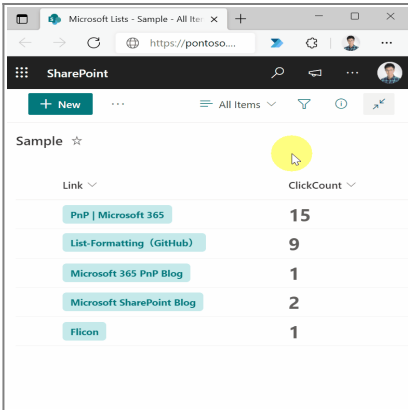 Microsoft Lists - Sample - All Ite
https://pontoso....
SharePoint
+ New ... All Items
Sample
Link ClickCount
PnP | Microsoft 365 15
List-Formatting（GitHub） 9
Microsoft 365 PnP Blog 1
Microsoft SharePoint Blog 2
Flicon 1